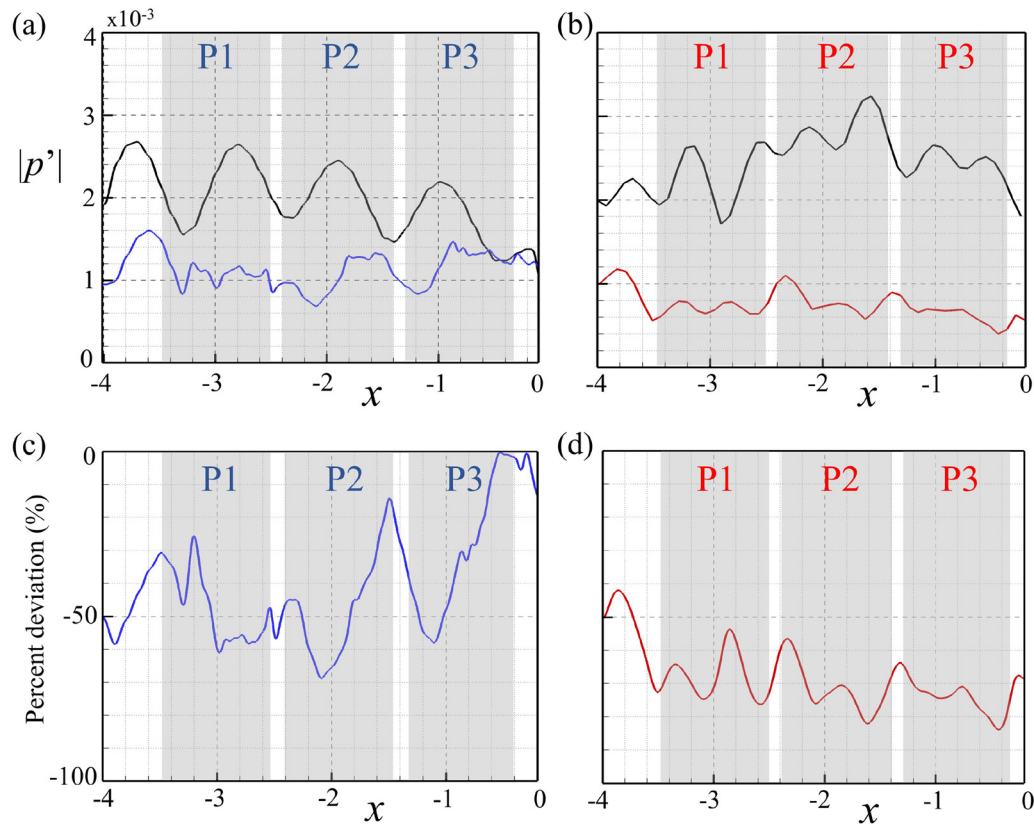 (a)
x10-3
P1 P2 P3
4
3
|p'|
2
1
0
-4 -3 -2 -1 0
x
(b)
P1 P2 P3
-4 -3 -2 -1 0
x
(c)
P1 P2 P3
0
Percent deviation (%)
-50
-100
-4 -3 -2 -1 0
x
(d)
P1 P2 P3
-4 -3 -2 -1 0
x